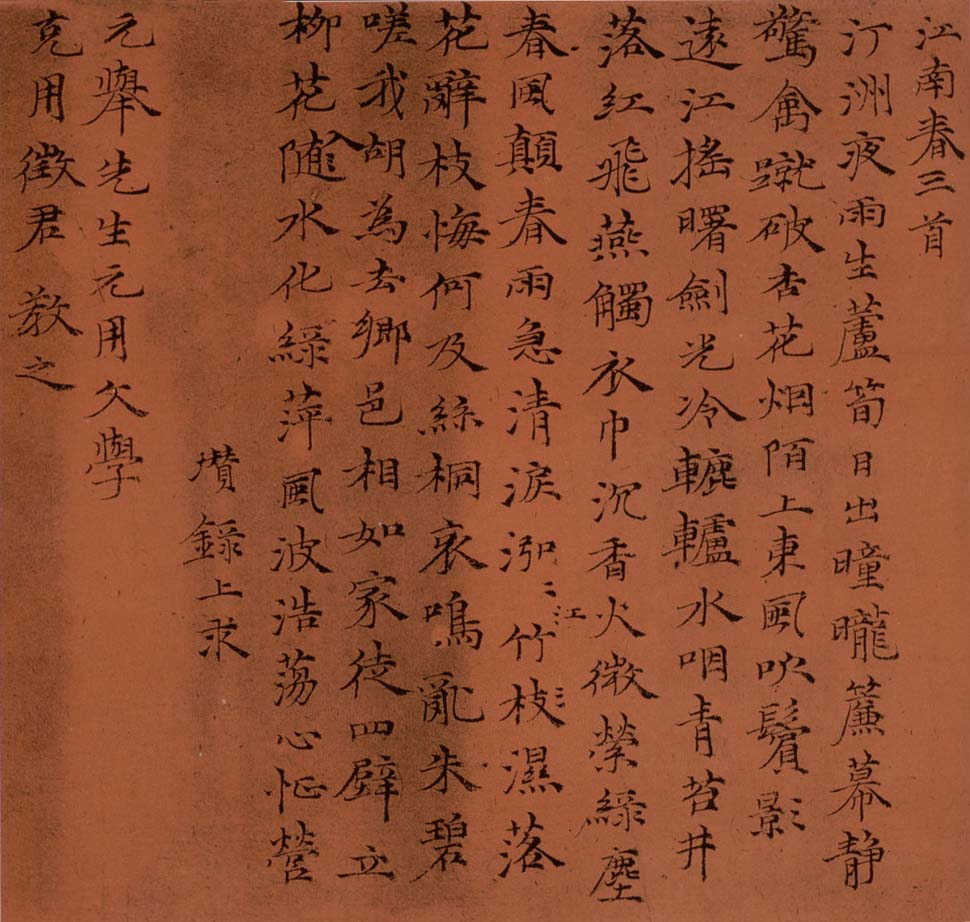 江南春三首
汀洲夜雨生蘆筍日出曈曨簾幕靜
驚禽蹴破杏花烟陌上東風吹鬢影
遠江搖曙劍光冷轆轤水咽青苔井
落紅飛燕觸衣巾沉香火微縈綠塵
春風顛春雨急清淚泓泓江竹枝濕落
花辭枝悔何及絲桐哀鳴亂朱碧
嗟我胡為去鄉邑相如家徒四壁立
柳花入隨水化綠萍風波浩蕩心怔營
瓚錄上求
元舉先生元用文學
克用徵君教之